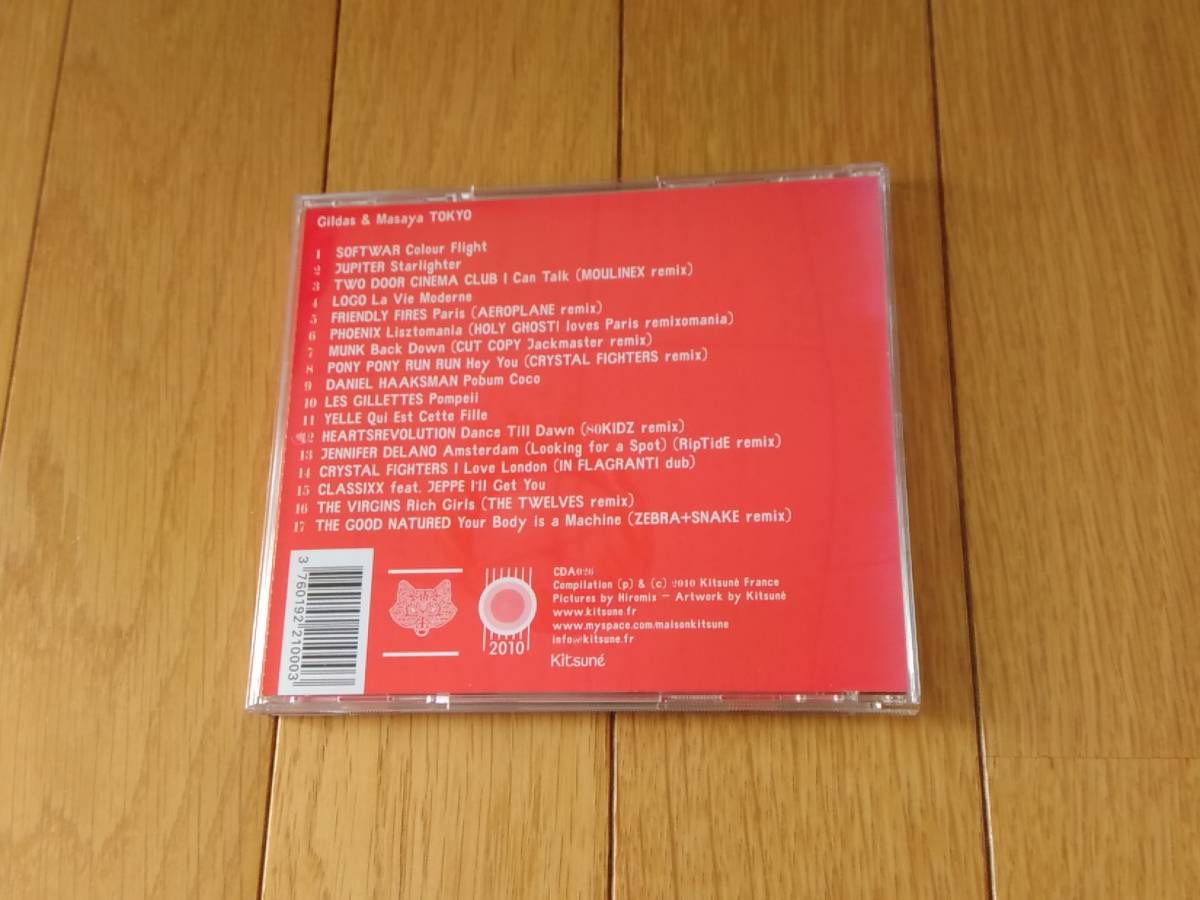 Gildas & Masaya TOKYO
1 SOFTWAR Colour Flight
2 JUPITER Starlighter
3 TWO DOOR CINEMA CLUB I Can Talk (MOULINEX remix)
4 LOGO La Vie Moderne
5 FRIENDLY FIRES Paris (AEROPLANE remix)
6 PHOENIX Lisztomania (HOLY GHOST! loves Paris remixomania)
7 MUNK Back Down (CUT COPY Jackmaster remix)
8 PONY PONY RUN RUN Hey You (CRYSTAL FIGHTERS remix)
9 DANIEL HAAKSMAN Pobum Coco
10 LES GILLETTES Pompeii
11 YELLE Qui Est Cette Fille
12 HEARTSREVOLUTION Dance Till Dawn (80KIDZ remix)
13 JENNIFER DELANO Amsterdam (Looking for a Spot) (RipTidE remix)
14 CRYSTAL FIGHTERS I Love London (IN FLAGRANTI dub)
15 CLASSIXX feat. JEPPE I'll Get You
16 THE VIRGINS Rich Girls (THE TWELVES remix)
17 THE GOOD NATURED Your Body is a Machine (ZEBRA+SNAKE remix)
3 760192 210003
2010
CDA026
Compilation (p) & (c) 2010 Kitsuné France
Pictures by Hiromix – Artwork by Kitsuné
www.kitsune.fr
www.myspace.com/maisonkitsune
info@kitsune.fr
Kitsuné